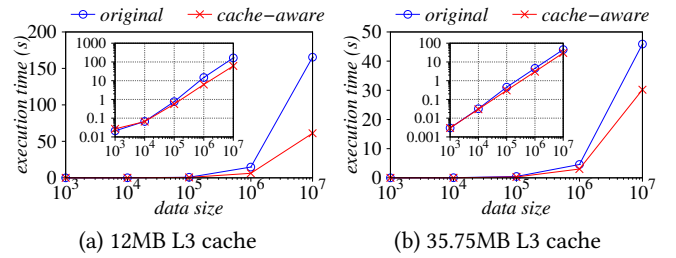 original cache-aware original cache-aware
execution time (s)
200
150
100
50
0
1000
100
10
1
0.1
0.01
10^3 10^4 10^5 10^6 10^7
10^3 10^4 10^5 10^6 10^7
data size
(a) 12MB L3 cache
execution time (s)
50
40
30
20
10
0
100
10
1
0.1
0.01
0.001
10^3 10^4 10^5 10^6 10^7
10^3 10^4 10^5 10^6 10^7
data size
(b) 35.75MB L3 cache